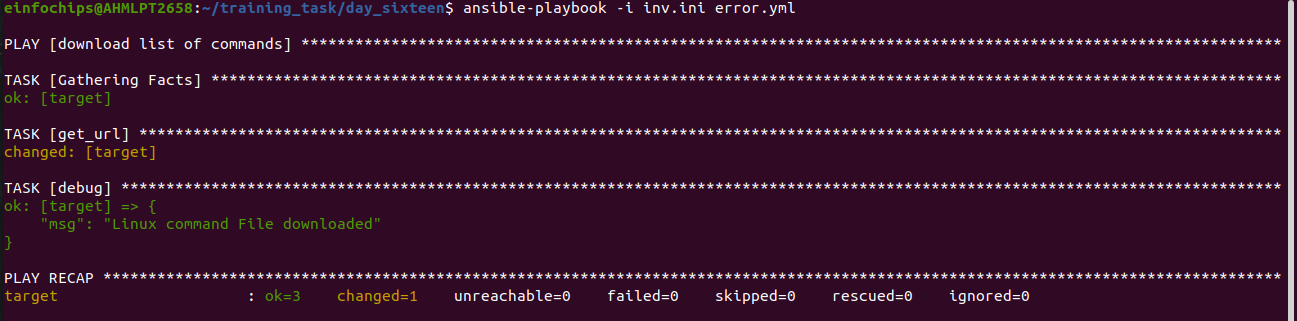 einfochips@AHMLPT2658:~/training_task/day_sixteen$ ansible-playbook -i inv.ini error.yml
PLAY [download list of commands] *************************************************************************************************************
TASK [Gathering Facts] ***********************************************************************************************************************
ok: [target]
TASK [get_url] *******************************************************************************************************************************
changed: [target]
TASK [debug] *********************************************************************************************************************************
ok: [target] => {
    "msg": "Linux command File downloaded"
}
PLAY RECAP ***********************************************************************************************************************************
target                     : ok=3    changed=1    unreachable=0    failed=0    skipped=0    rescued=0    ignored=0